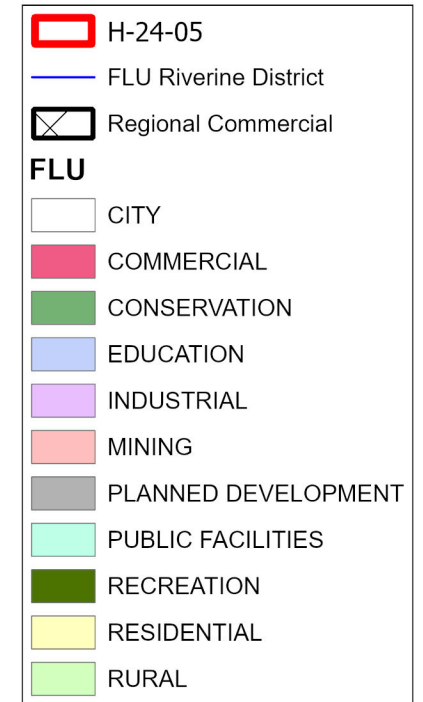 H-24-05
FLU Riverine District
Regional Commercial
FLU
CITY
COMMERCIAL
CONSERVATION
EDUCATION
INDUSTRIAL
MINING
PLANNED DEVELOPMENT
PUBLIC FACILITIES
RECREATION
RESIDENTIAL
RURAL